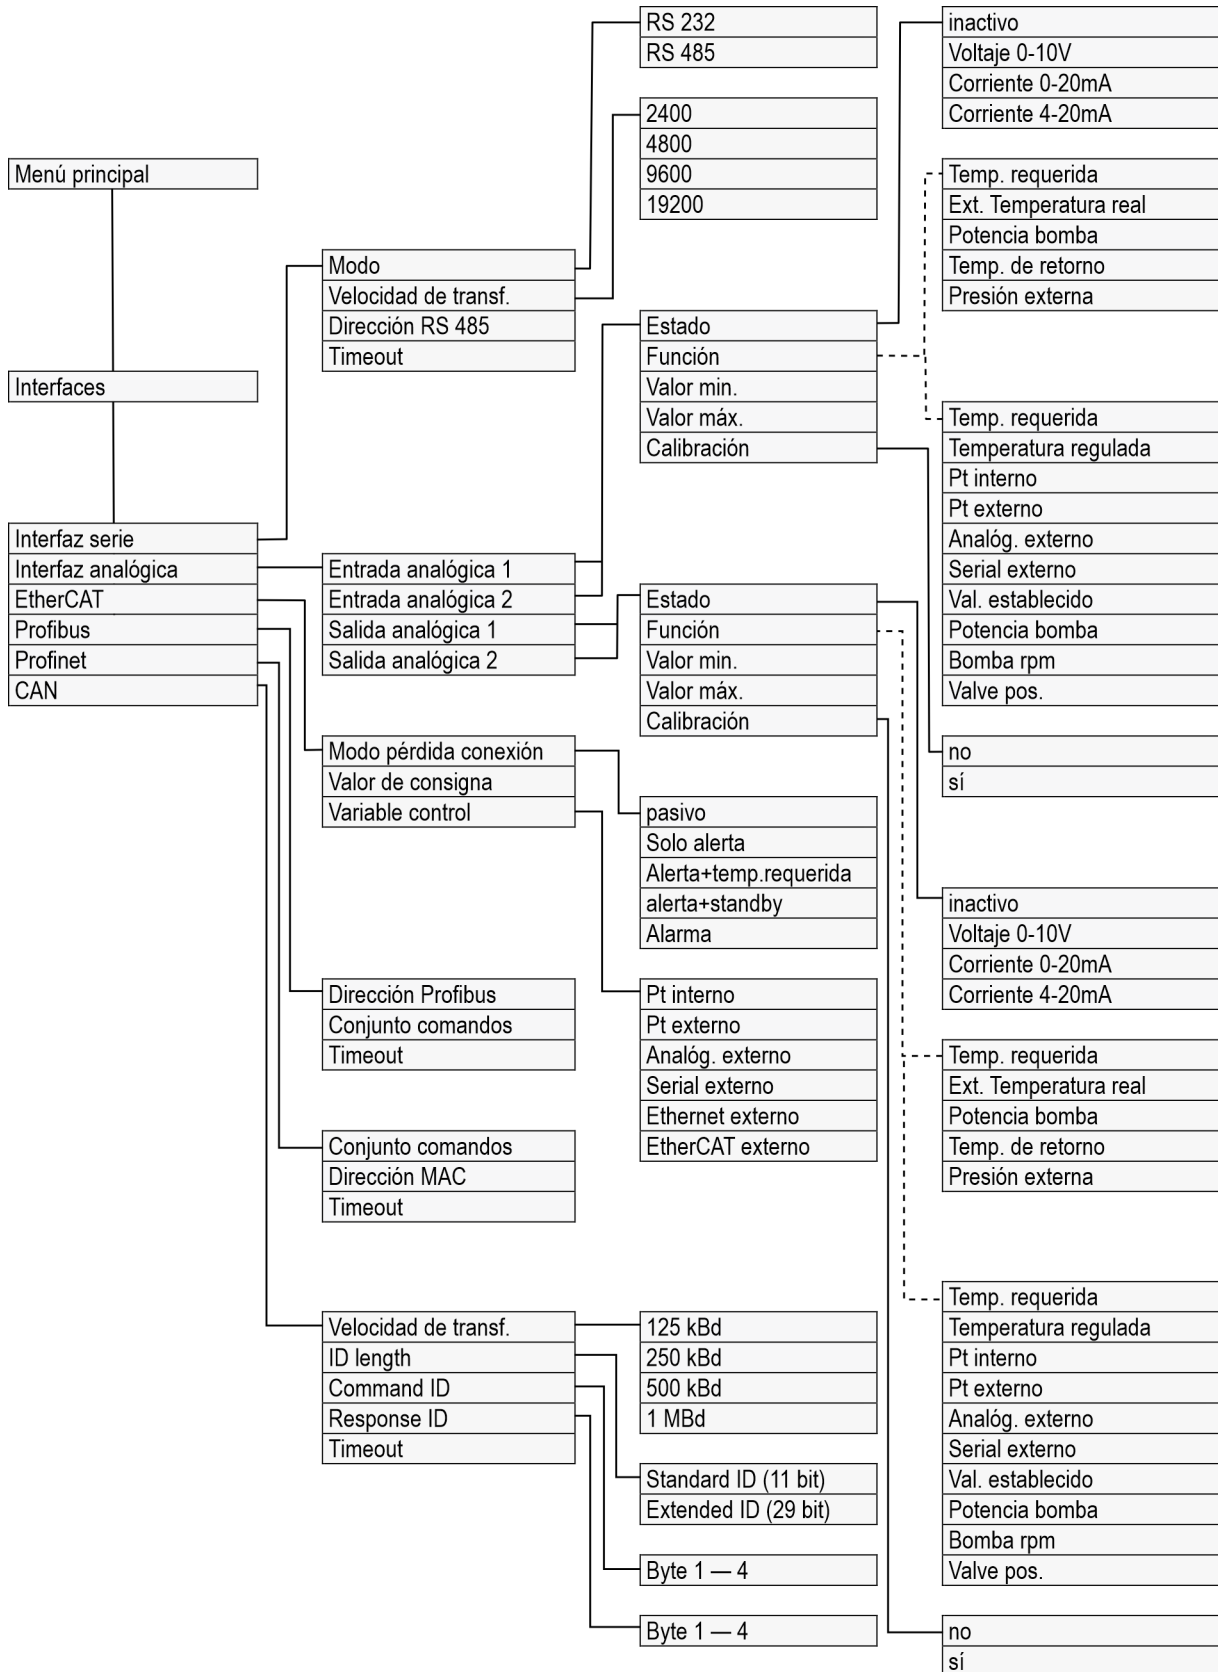 Menú principal
Interfaces
Interfaz serie
Interfaz analógica
EtherCAT
Profibus
Profinet
CAN
Modo
Velocidad de transf.
Dirección RS 485
Timeout
Entrada analógica 1
Entrada analógica 2
Salida analógica 1
Salida analógica 2
Modo pérdida conexión
Valor de consigna
Variable control
Dirección Profibus
Conjunto comandos
Timeout
Conjunto comandos
Dirección MAC
Timeout
Velocidad de transf.
ID length
Command ID
Response ID
Timeout
RS 232
RS 485
2400
4800
9600
19200
Estado
Función
Valor min.
Valor máx.
Calibración
Estado
Función
Valor min.
Valor máx.
Calibración
pasivo
Solo alerta
Alerta+temp.requerida
alerta+standby
Alarma
Pt interno
Pt externo
Analóg. externo
Serial externo
Ethernet externo
EtherCAT externo
125 kBd
250 kBd
500 kBd
1 MBd
Standard ID (11 bit)
Extended ID (29 bit)
Byte 1 — 4
Byte 1 — 4
inactivo
Voltaje 0-10V
Corriente 0-20mA
Corriente 4-20mA
Temp. requerida
Ext. Temperatura real
Potencia bomba
Temp. de retorno
Presión externa
Temp. requerida
Temperatura regulada
Pt interno
Pt externo
Analóg. externo
Serial externo
Val. establecido
Potencia bomba
Bomba rpm
Valve pos.
no
sí
inactivo
Voltaje 0-10V
Corriente 0-20mA
Corriente 4-20mA
Temp. requerida
Ext. Temperatura real
Potencia bomba
Temp. de retorno
Presión externa
Temp. requerida
Temperatura regulada
Pt interno
Pt externo
Analóg. externo
Serial externo
Val. establecido
Potencia bomba
Bomba rpm
Valve pos.
no
sí